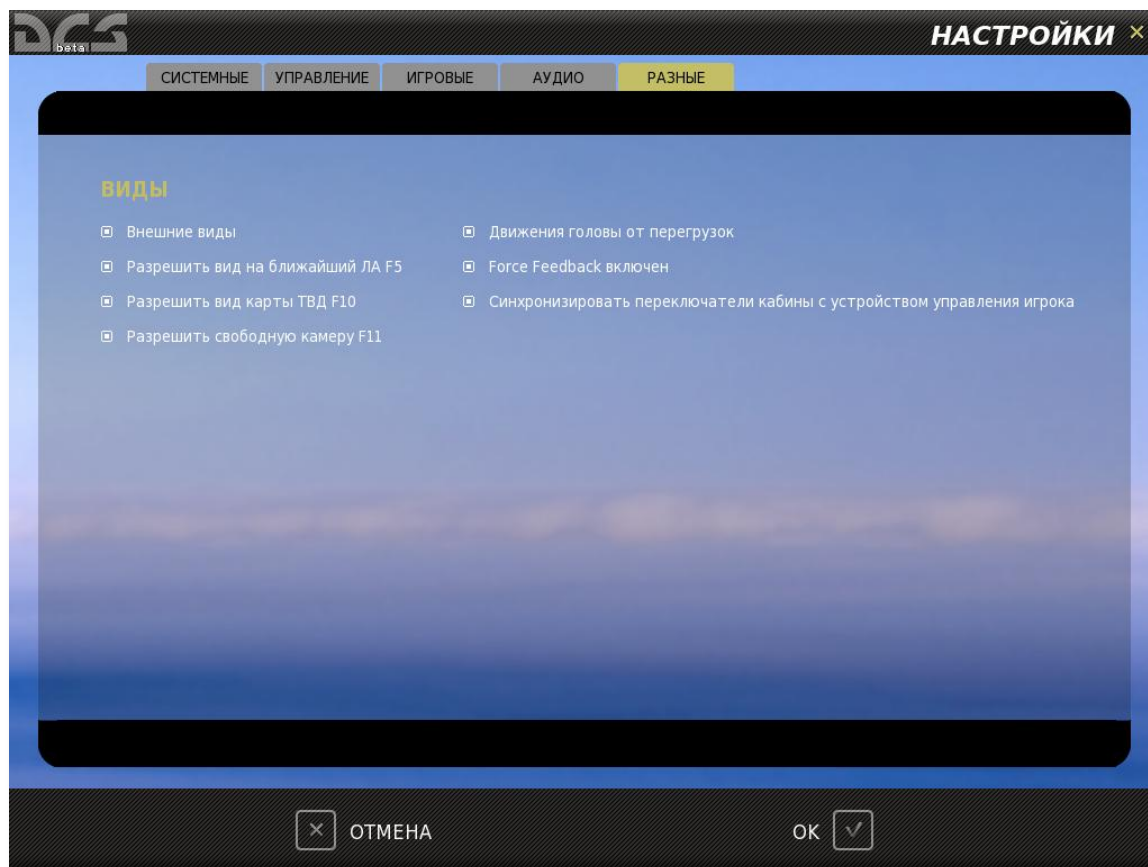 DCS
beta
НАСТРОЙКИ
СИСТЕМНЫЕ УПРАВЛЕНИЕ ИГРОВЫЕ АУДИО РАЗНЫЕ
ВИДЫ
Внешние виды
Разрешить вид на ближайший ЛА F5
Разрешить вид карты ТВД F10
Разрешить свободную камеру F11
Движения головы от перегрузок
Force Feedback включен
Синхронизировать переключатели кабины с устройством управления игрока
ОТМЕНА
OK